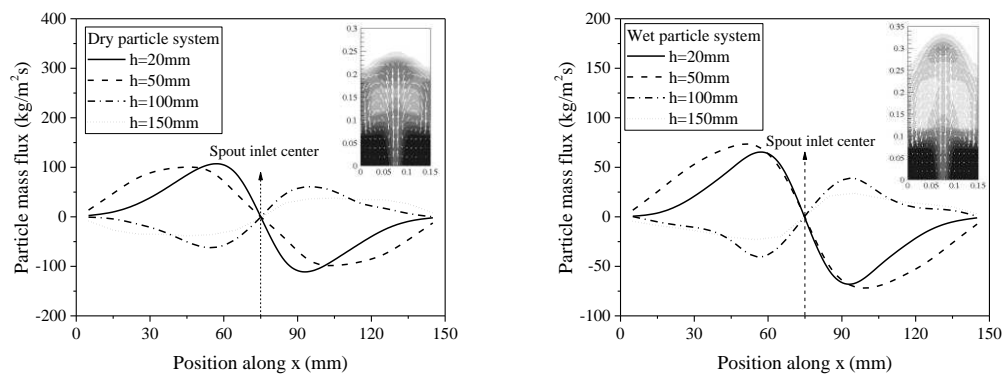 400
300
200
100
0
-100
-200
0 30 60 90 120 150
Particle mass flux (kg/m²s)
Position along x (mm)
Dry particle system
h=20mm
h=50mm
h=100mm
h=150mm
Spout inlet center
0.3
0.25
0.2
0.15
0.1
0.05
0
0 0.05 0.1 0.15
200
150
100
50
0
-50
-100
0 30 60 90 120 150
Particle mass flux (kg/m²s)
Position along x (mm)
Wet particle system
h=20mm
h=50mm
h=100mm
h=150mm
Spout inlet center
0.35
0.3
0.25
0.2
0.15
0.1
0.05
0
0 0.05 0.1 0.15